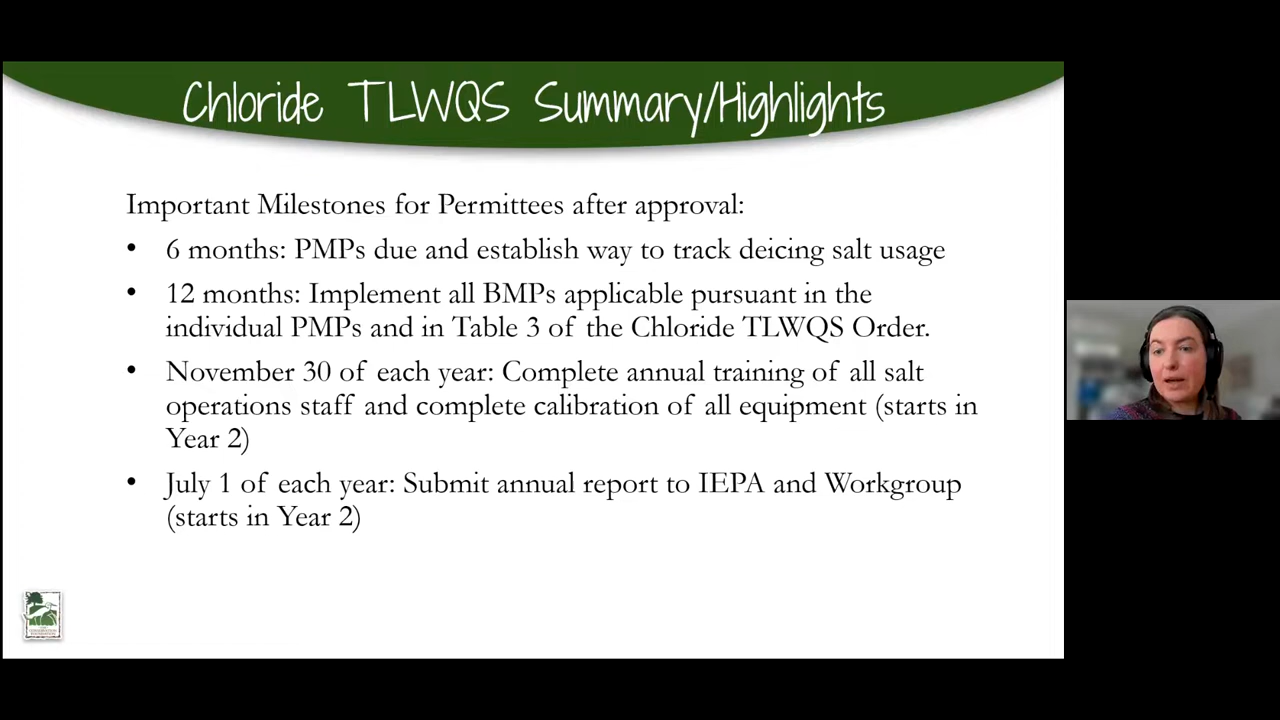 Chloride TLWQS Summary/Highlights
Important Milestones for Permittees after approval:
• 6 months: PMPs due and establish way to track deicing salt usage
• 12 months: Implement all BMPs applicable pursuant in the
individual PMPs and in Table 3 of the Chloride TLWQS Order.
• November 30 of each year: Complete annual training of all salt
operations staff and complete calibration of all equipment (starts in
Year 2)
• July 1 of each year: Submit annual report to IEPA and Workgroup
(starts in Year 2)